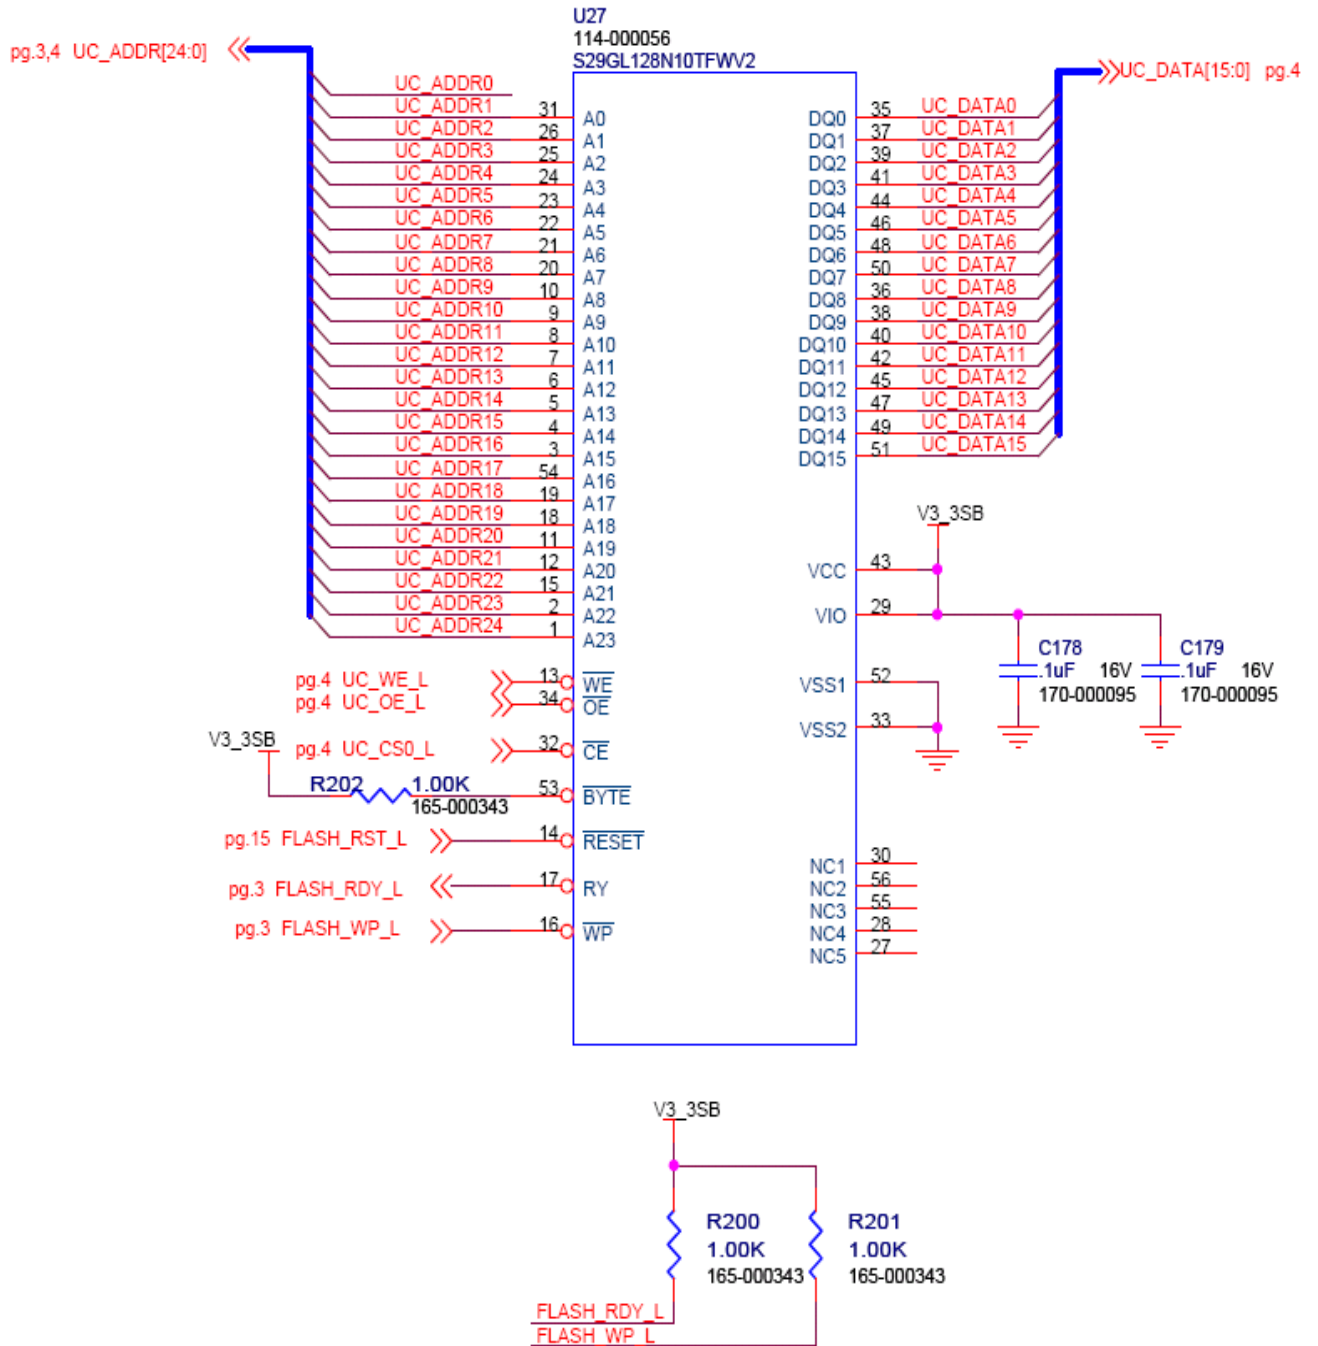 U27
114-000056
S29GL128N10TFWV2
pg.3,4 UC_ADDR[24:0]
UC_DATA[15:0] pg.4
UC_ADDR0
UC_ADDR1 31 A0 DQ0 35 UC_DATA0
UC_ADDR2 26 A1 DQ1 37 UC_DATA1
UC_ADDR3 25 A2 DQ2 39 UC_DATA2
UC_ADDR4 24 A3 DQ3 41 UC_DATA3
UC_ADDR5 23 A4 DQ4 44 UC_DATA4
UC_ADDR6 22 A5 DQ5 46 UC_DATA5
UC_ADDR7 21 A6 DQ6 48 UC_DATA6
UC_ADDR8 20 A7 DQ7 50 UC_DATA7
UC_ADDR9 10 A8 DQ8 36 UC_DATA8
UC_ADDR10 9 A9 DQ9 38 UC_DATA9
UC_ADDR11 8 A10 DQ10 40 UC_DATA10
UC_ADDR12 7 A11 DQ11 42 UC_DATA11
UC_ADDR13 6 A12 DQ12 45 UC_DATA12
UC_ADDR14 5 A13 DQ13 47 UC_DATA13
UC_ADDR15 4 A14 DQ14 49 UC_DATA14
UC_ADDR16 3 A15 DQ15 51 UC_DATA15
UC_ADDR17 54 A16
UC_ADDR18 19 A17
UC_ADDR19 18 A18
UC_ADDR20 11 A19
UC_ADDR21 12 A20
UC_ADDR22 15 A21
UC_ADDR23 2 A22
UC_ADDR24 1 A23
V3_3SB
VCC 43
VIO 29
C178
.1uF 16V
170-000095
C179
.1uF 16V
170-000095
VSS1 52
VSS2 33
pg.4 UC_WE_L 13 WE
pg.4 UC_OE_L 34 OE
V3_3SB
pg.4 UC_CS0_L 32 CE
R202 1.00K 53 BYTE
165-000343
pg.15 FLASH_RST_L 14 RESET
pg.3 FLASH_RDY_L 17 RY
pg.3 FLASH_WP_L 16 WP
NC1 30
NC2 56
NC3 55
NC4 28
NC5 27
V3_3SB
R200
1.00K
165-000343
R201
1.00K
165-000343
FLASH_RDY_L
FLASH_WP_L